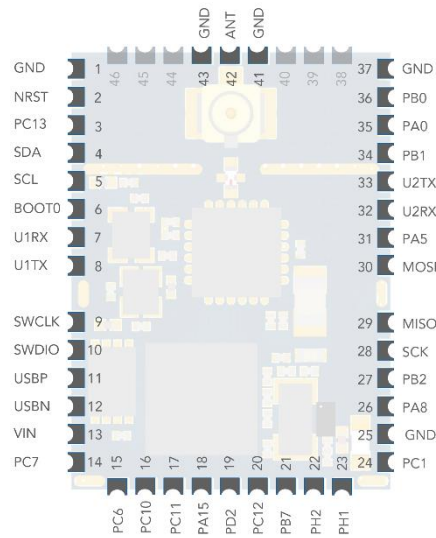 GND ANT GND
46 45 44 43 42 41 40 39 38
GND 1 37 GND
NRST 2 36 PB0
PC13 3 35 PA0
SDA 4 34 PB1
SCL 5 33 U2TX
BOOT0 6 32 U2RX
U1RX 7 31 PA5
U1TX 8 30 MOSI
SWCLK 9 29 MISO
SWDIO 10 28 SCK
USBP 11 27 PB2
USBN 12 26 PA8
VIN 13 25 GND
PC7 14 24 PC1
15 16 17 18 19 20 21 22 23
PC6 PC10 PC11 PA15 PD2 PC12 PB7 PH2 PH1